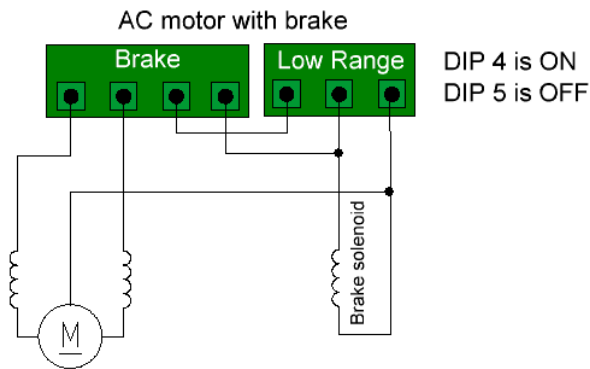 AC motor with brake
Brake
Low Range
DIP 4 is ON
DIP 5 is OFF
Brake solenoid
M